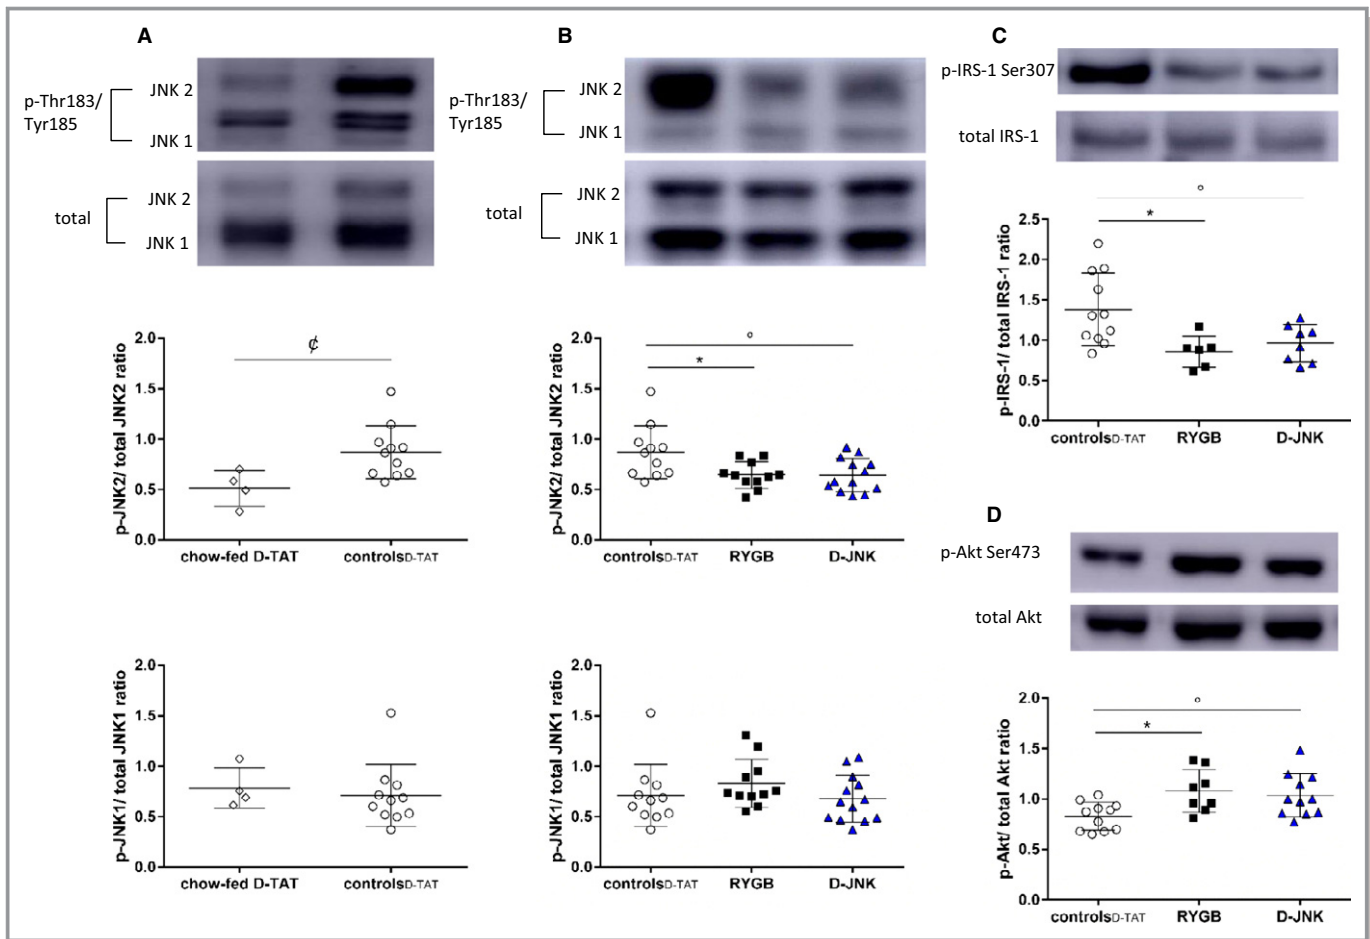 A
p-Thr183/
Tyr185
JNK 2
JNK 1
total
JNK 2
JNK 1
p-JNK2/ total JNK2 ratio
2.0
1.5
1.0
0.5
0.0
¢
chow-fed D-TAT
controlsD-TAT
p-JNK1/ total JNK1 ratio
2.0
1.5
1.0
0.5
0.0
chow-fed D-TAT
controlsD-TAT
B
p-Thr183/
Tyr185
JNK 2
JNK 1
total
JNK 2
JNK 1
p-JNK2/ total JNK2 ratio
2.0
1.5
1.0
0.5
0.0
°
*
controlsD-TAT
RYGB
D-JNK
p-JNK1/ total JNK1 ratio
2.0
1.5
1.0
0.5
0.0
controlsD-TAT
RYGB
D-JNK
C
p-IRS-1 Ser307
total IRS-1
p-IRS-1/ total IRS-1 ratio
2.5
2.0
1.5
1.0
0.5
0.0
°
*
controlsD-TAT
RYGB
D-JNK
D
p-Akt Ser473
total Akt
p-Akt/ total Akt ratio
2.0
1.5
1.0
0.5
0.0
°
*
controlsD-TAT
RYGB
D-JNK